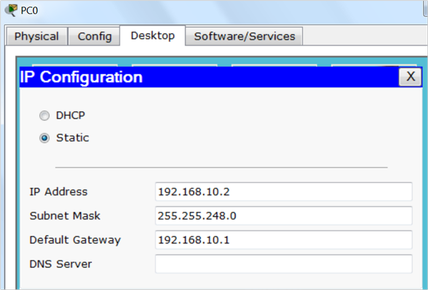 PC0
Physical Config Desktop Software/Services
IP Configuration X
DHCP
Static
IP Address 192.168.10.2
Subnet Mask 255.255.248.0
Default Gateway 192.168.10.1
DNS Server